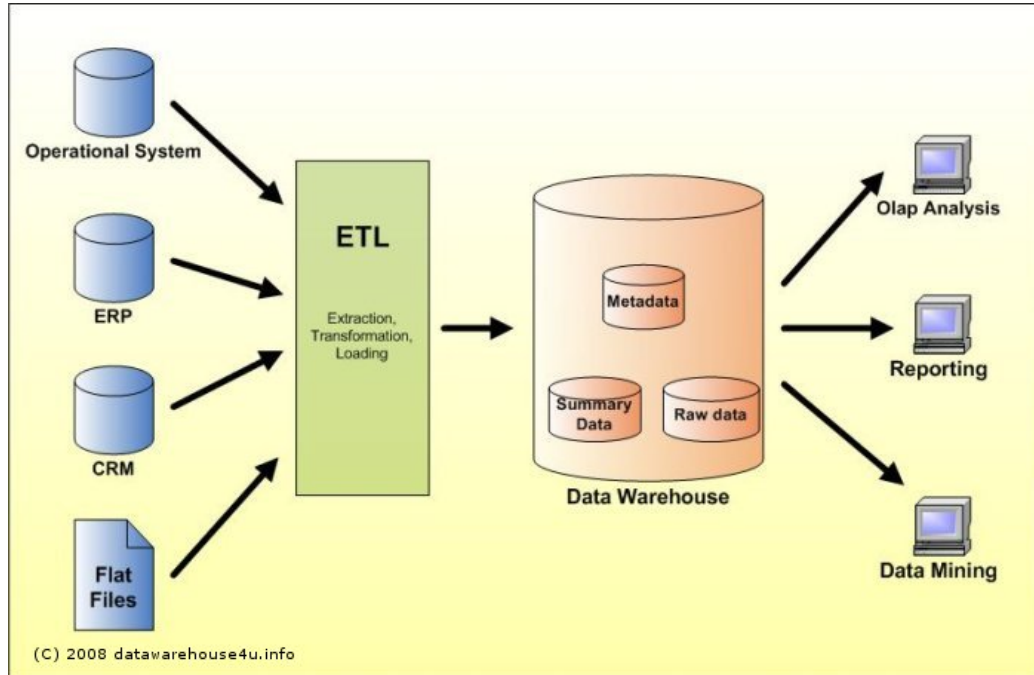 Operational System
ERP
CRM
Flat
Files
ETL
Extraction,
Transformation,
Loading
Metadata
Summary
Data
Raw data
Data Warehouse
Olap Analysis
Reporting
Data Mining
(C) 2008 datawarehouse4u.info